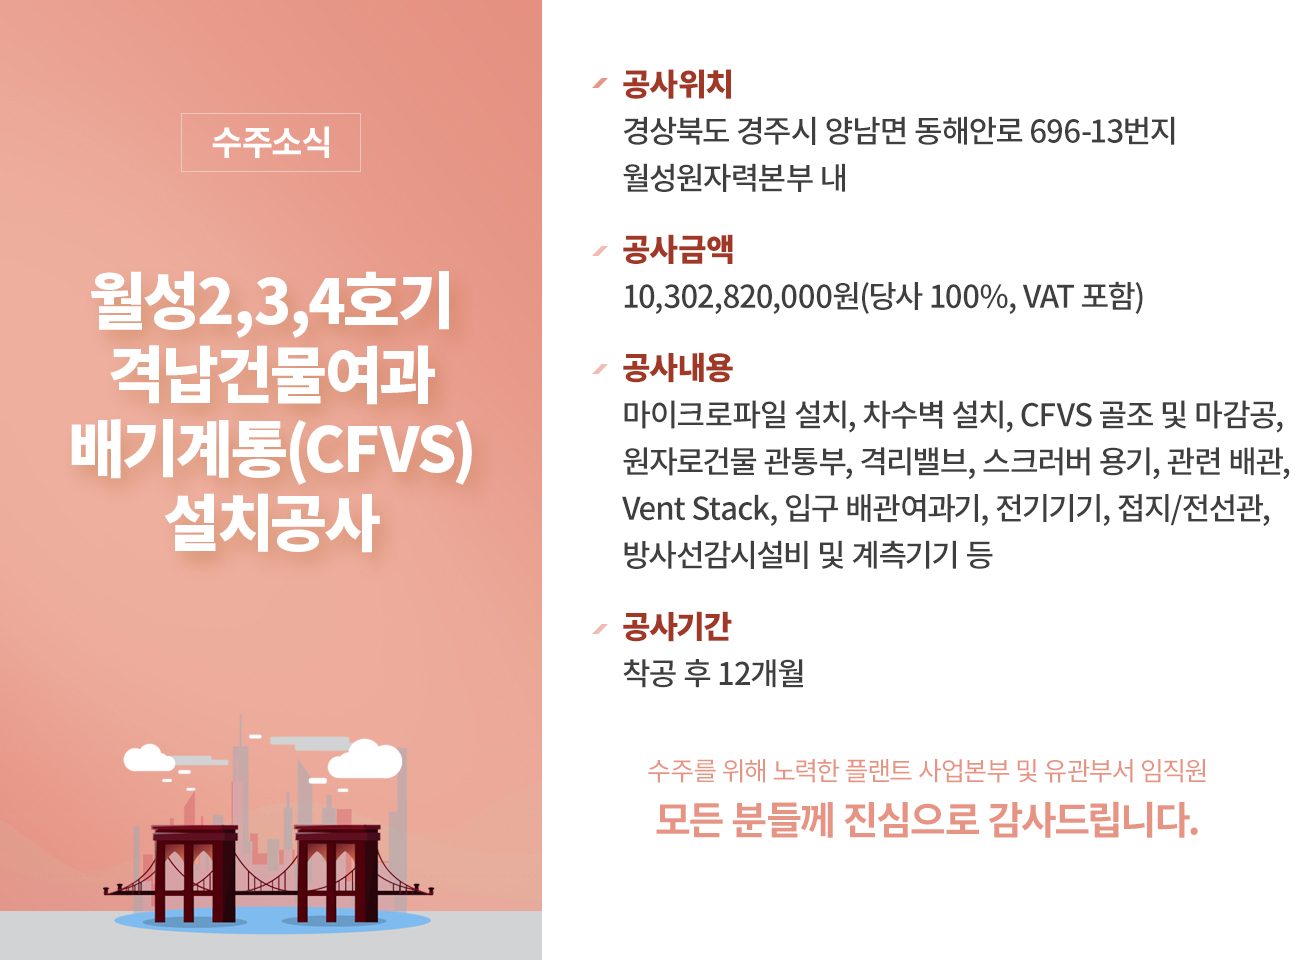 수주소식
월성2,3,4호기
격납건물여과
배기계통(CFVS)
설치공사
공사위치
경상북도 경주시 양남면 동해안로 696-13번지
월성원자력본부 내
공사금액
10,302,820,000원(당사 100%, VAT 포함)
공사내용
마이크로파일 설치, 차수벽 설치, CFVS 골조 및 마감공,
원자로건물 관통부, 격리밸브, 스크러버 용기, 관련 배관,
Vent Stack, 입구 배관여과기, 전기기기, 접지/전선관,
방사선감시설비 및 계측기기 등
공사기간
착공 후 12개월
수주를 위해 노력한 플랜트 사업본부 및 유관부서 임직원
모든 분들께 진심으로 감사드립니다.